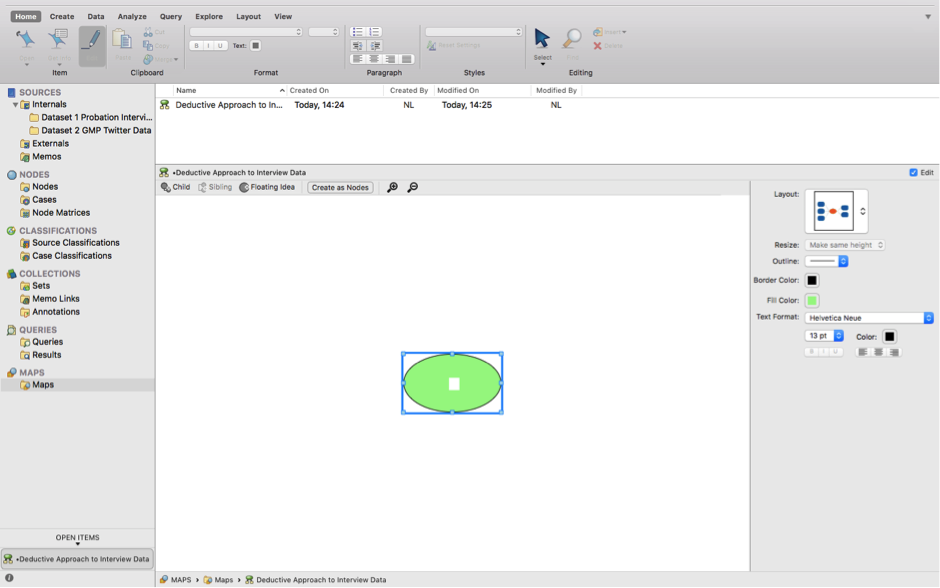 Home Create Data Analyze Query Explore Layout View
Open Get Info Edit Paste Cut
Copy
Merge
B I U Text:
Reset Settings
Select Find Insert
Delete
Item Clipboard Format Paragraph Styles Editing
SOURCES
Internals
Dataset 1 Probation Intervi...
Dataset 2 GMP Twitter Data
Externals
Memos
NODES
Nodes
Cases
Node Matrices
CLASSIFICATIONS
Source Classifications
Case Classifications
COLLECTIONS
Sets
Memo Links
Annotations
QUERIES
Queries
Results
MAPS
Maps
OPEN ITEMS
•Deductive Approach to Interview Data
Name Created On Created By Modified On Modified By
Deductive Approach to In... Today, 14:24 NL Today, 14:25 NL
•Deductive Approach to Interview Data Edit
Child Sibling Floating Idea Create as Nodes
Layout:
Resize: Make same height
Outline:
Border Color:
Fill Color:
Text Format: Helvetica Neue
13 pt Color:
B I U
MAPS › Maps › Deductive Approach to Interview Data